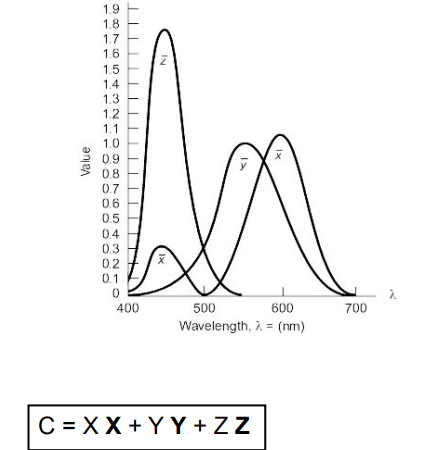 1.9
1.8
1.7
1.6
1.5
1.4
1.3
1.2
1.1
1.0
0.9
0.8
0.7
0.6
0.5
0.4
0.3
0.2
0.1
0
Value
z̄
ȳ
x̄
x̄
400 500 600 700 λ
Wavelength, λ = (nm)
C = X X + Y Y + Z Z